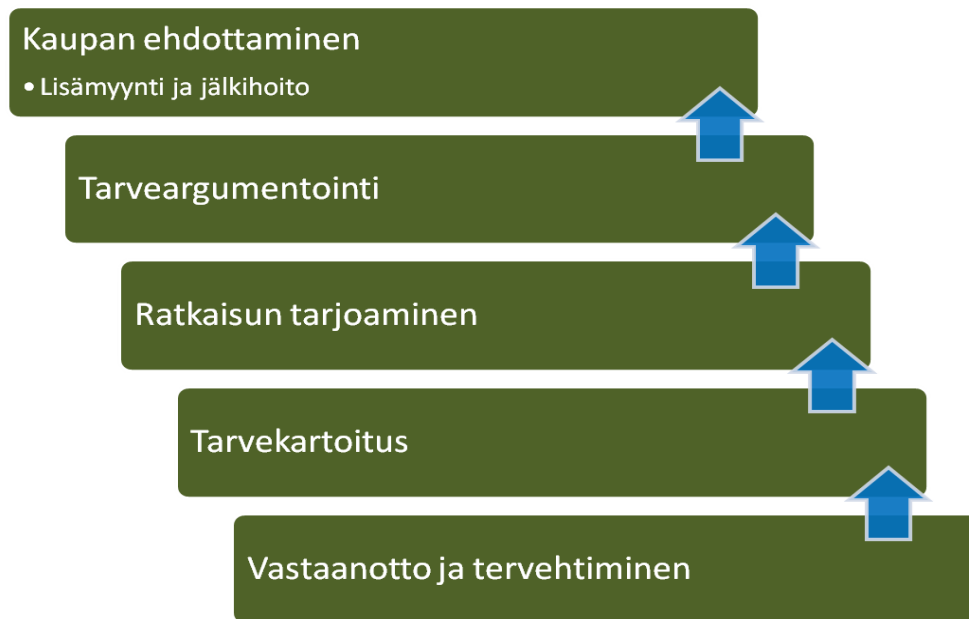 Kaupan ehdottaminen
• Lisämyynti ja jälkihoito
Tarveargumentointi
Ratkaisun tarjoaminen
Tarvekartoitus
Vastaanotto ja tervehtiminen